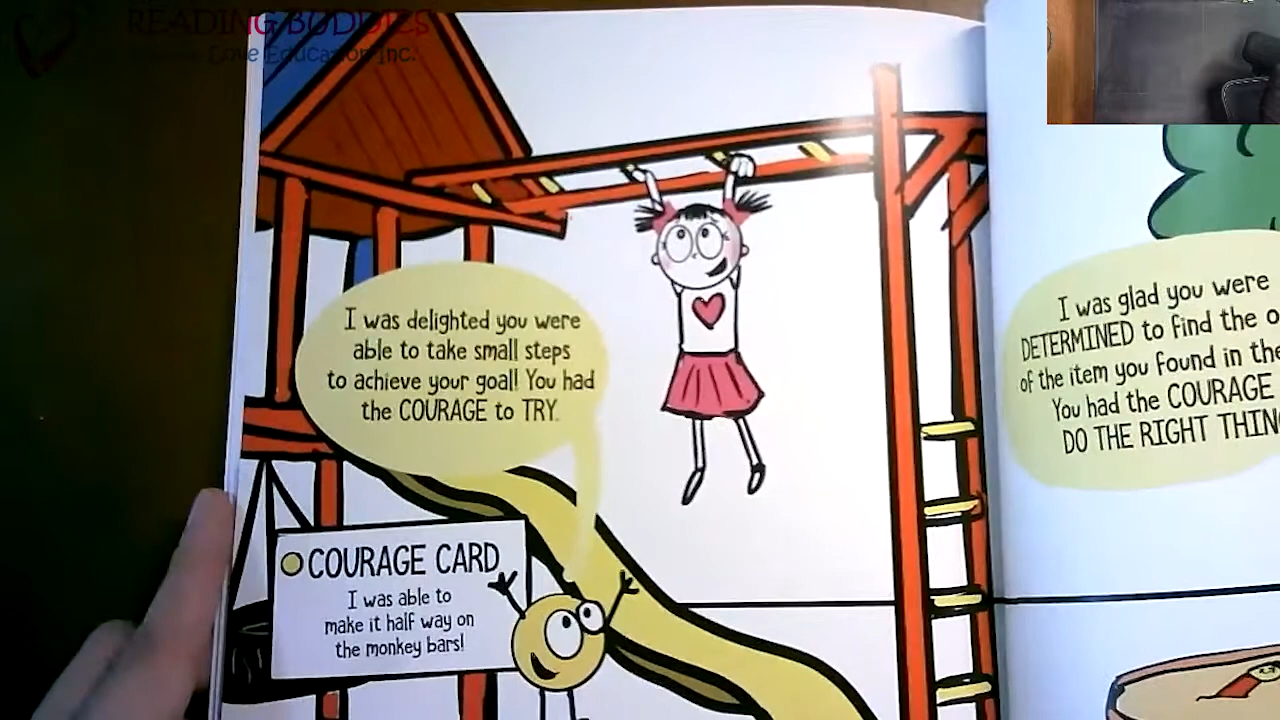 READING BUDDIES
Love Education Inc.
I was delighted you were
able to take small steps
to achieve your goal! You had
the COURAGE to TRY.
COURAGE CARD
I was able to
make it half way on
the monkey bars!
I was glad you were
DETERMINED to find the
of the item you found in the
You had the COURAGE
DO THE RIGHT THING